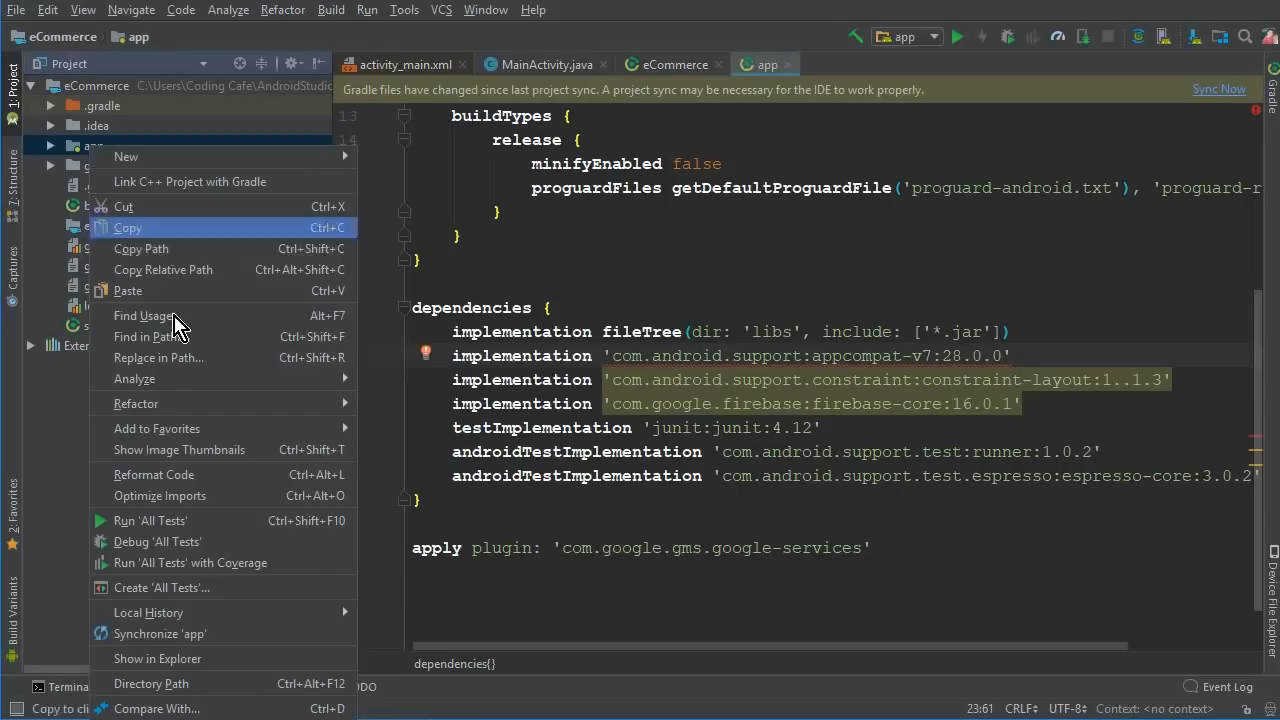 File Edit View Navigate Code Analyze Refactor Build Run Tools VCS Window Help
eCommerce app
app
Project
activity_main.xml MainActivity.java eCommerce app
1: Project
7: Structure
Captures
2: Favorites
Build Variants
Gradle
Device File Explorer
eCommerce C:\Users\Coding Cafe\AndroidStudio
Gradle files have changed since last project sync. A project sync may be necessary for the IDE to work properly. Sync Now
.gradle
.idea
New
Link C++ Project with Gradle
Cut Ctrl+X
Copy Ctrl+C
Copy Path Ctrl+Shift+C
Copy Relative Path Ctrl+Alt+Shift+C
Paste Ctrl+V
Find Usages Alt+F7
Find in Path Ctrl+Shift+F
Replace in Path... Ctrl+Shift+R
Analyze
Refactor
Add to Favorites
Show Image Thumbnails Ctrl+Shift+T
Reformat Code Ctrl+Alt+L
Optimize Imports Ctrl+Alt+O
Run 'All Tests' Ctrl+Shift+F10
Debug 'All Tests'
Run 'All Tests' with Coverage
Create 'All Tests'...
Local History
Synchronize 'app'
Show in Explorer
Directory Path Ctrl+Alt+F12
Compare With... Ctrl+D
13 buildTypes {
14 release {
minifyEnabled false
proguardFiles getDefaultProguardFile('proguard-android.txt'), 'proguard-r
}
}
}
dependencies {
implementation fileTree(dir: 'libs', include: ['*.jar'])
implementation 'com.android.support:appcompat-v7:28.0.0'
implementation 'com.android.support.constraint:constraint-layout:1..1.3'
implementation 'com.google.firebase:firebase-core:16.0.1'
testImplementation 'junit:junit:4.12'
androidTestImplementation 'com.android.support.test:runner:1.0.2'
androidTestImplementation 'com.android.support.test.espresso:espresso-core:3.0.2'
}
apply plugin: 'com.google.gms.google-services'
dependencies{}
Termina ODO Event Log
Copy to cli 23:61 CRLF÷ UTF-8÷ Context: <no context>